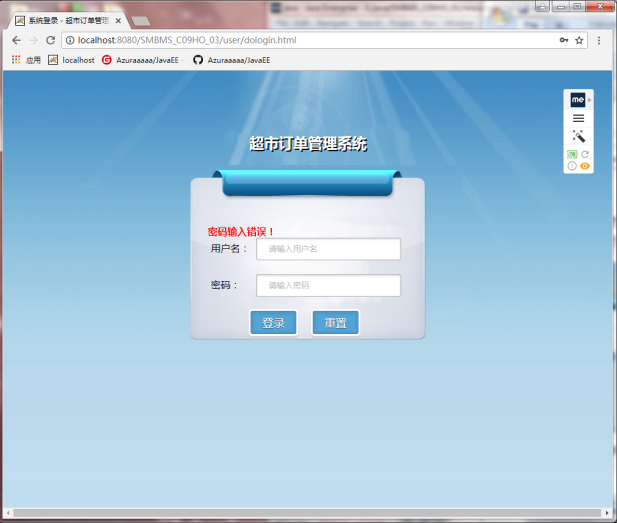 系统登录 - 超市订单管理
localhost:8080/SMBMS_C09HO_03/user/dologin.html
应用 localhost Azuraaaaa/JavaEE - Azuraaaaa/JavaEE
me
超市订单管理系统
密码输入错误！
用户名： 请输入用户名
密码： 请输入密码
登录 重置